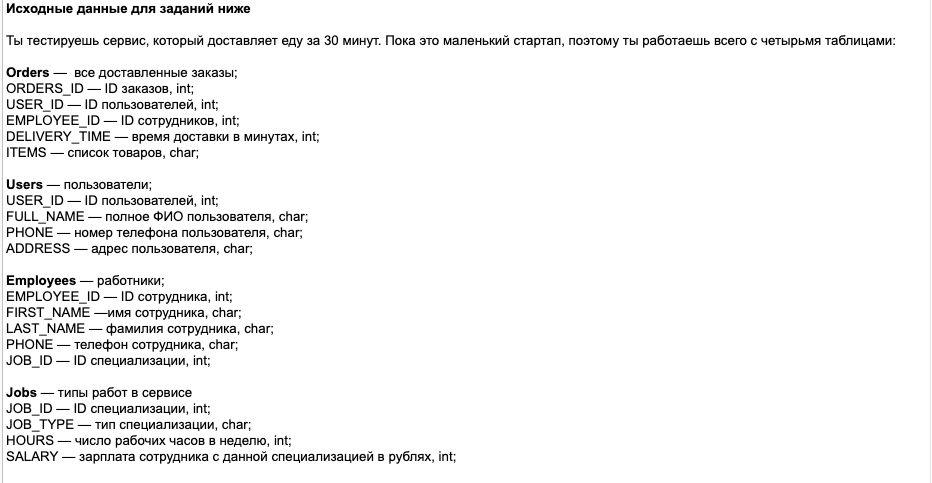 Исходные данные для заданий ниже
Ты тестируешь сервис, который доставляет еду за 30 минут. Пока это маленький стартап, поэтому ты работаешь всего с четырьмя таблицами:
Orders — все доставленные заказы;
ORDERS_ID — ID заказов, int;
USER_ID — ID пользователей, int;
EMPLOYEE_ID — ID сотрудников, int;
DELIVERY_TIME — время доставки в минутах, int;
ITEMS — список товаров, char;
Users — пользователи;
USER_ID — ID пользователей, int;
FULL_NAME — полное ФИО пользователя, char;
PHONE — номер телефона пользователя, char;
ADDRESS — адрес пользователя, char;
Employees — работники;
EMPLOYEE_ID — ID сотрудника, int;
FIRST_NAME —имя сотрудника, char;
LAST_NAME — фамилия сотрудника, char;
PHONE — телефон сотрудника, char;
JOB_ID — ID специализации, int;
Jobs — типы работ в сервисе
JOB_ID — ID специализации, int;
JOB_TYPE — тип специализации, char;
HOURS — число рабочих часов в неделю, int;
SALARY — зарплата сотрудника с данной специализацией в рублях, int;